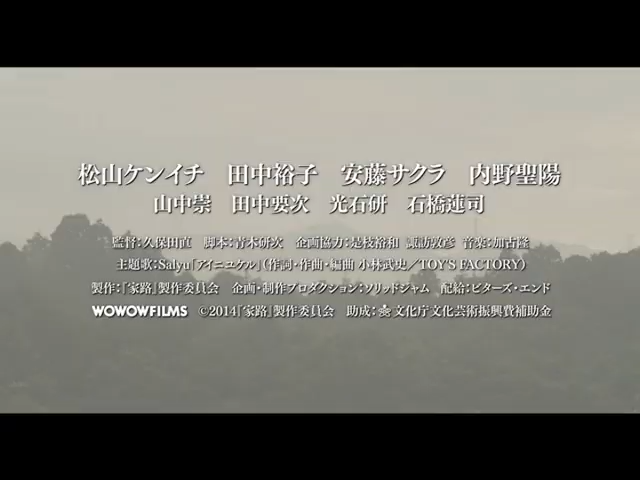 松山ケンイチ 田中裕子 安藤サクラ 内野聖陽
山中崇 田中要次 光石研 石橋蓮司
監督：久保田直 脚本：青木研次 企画協力：是枝裕和 諏訪敦彦 音楽：加古隆
主題歌：Salyu「アイニユケル」（作詞・作曲・編曲 小林武史／TOY'S FACTORY）
製作：「家路」製作委員会 企画・制作プロダクション：ソリッドジャム 配給：ビターズ・エンド
WOWOWFILMS ©2014『家路』製作委員会 助成：文化庁文化芸術振興費補助金